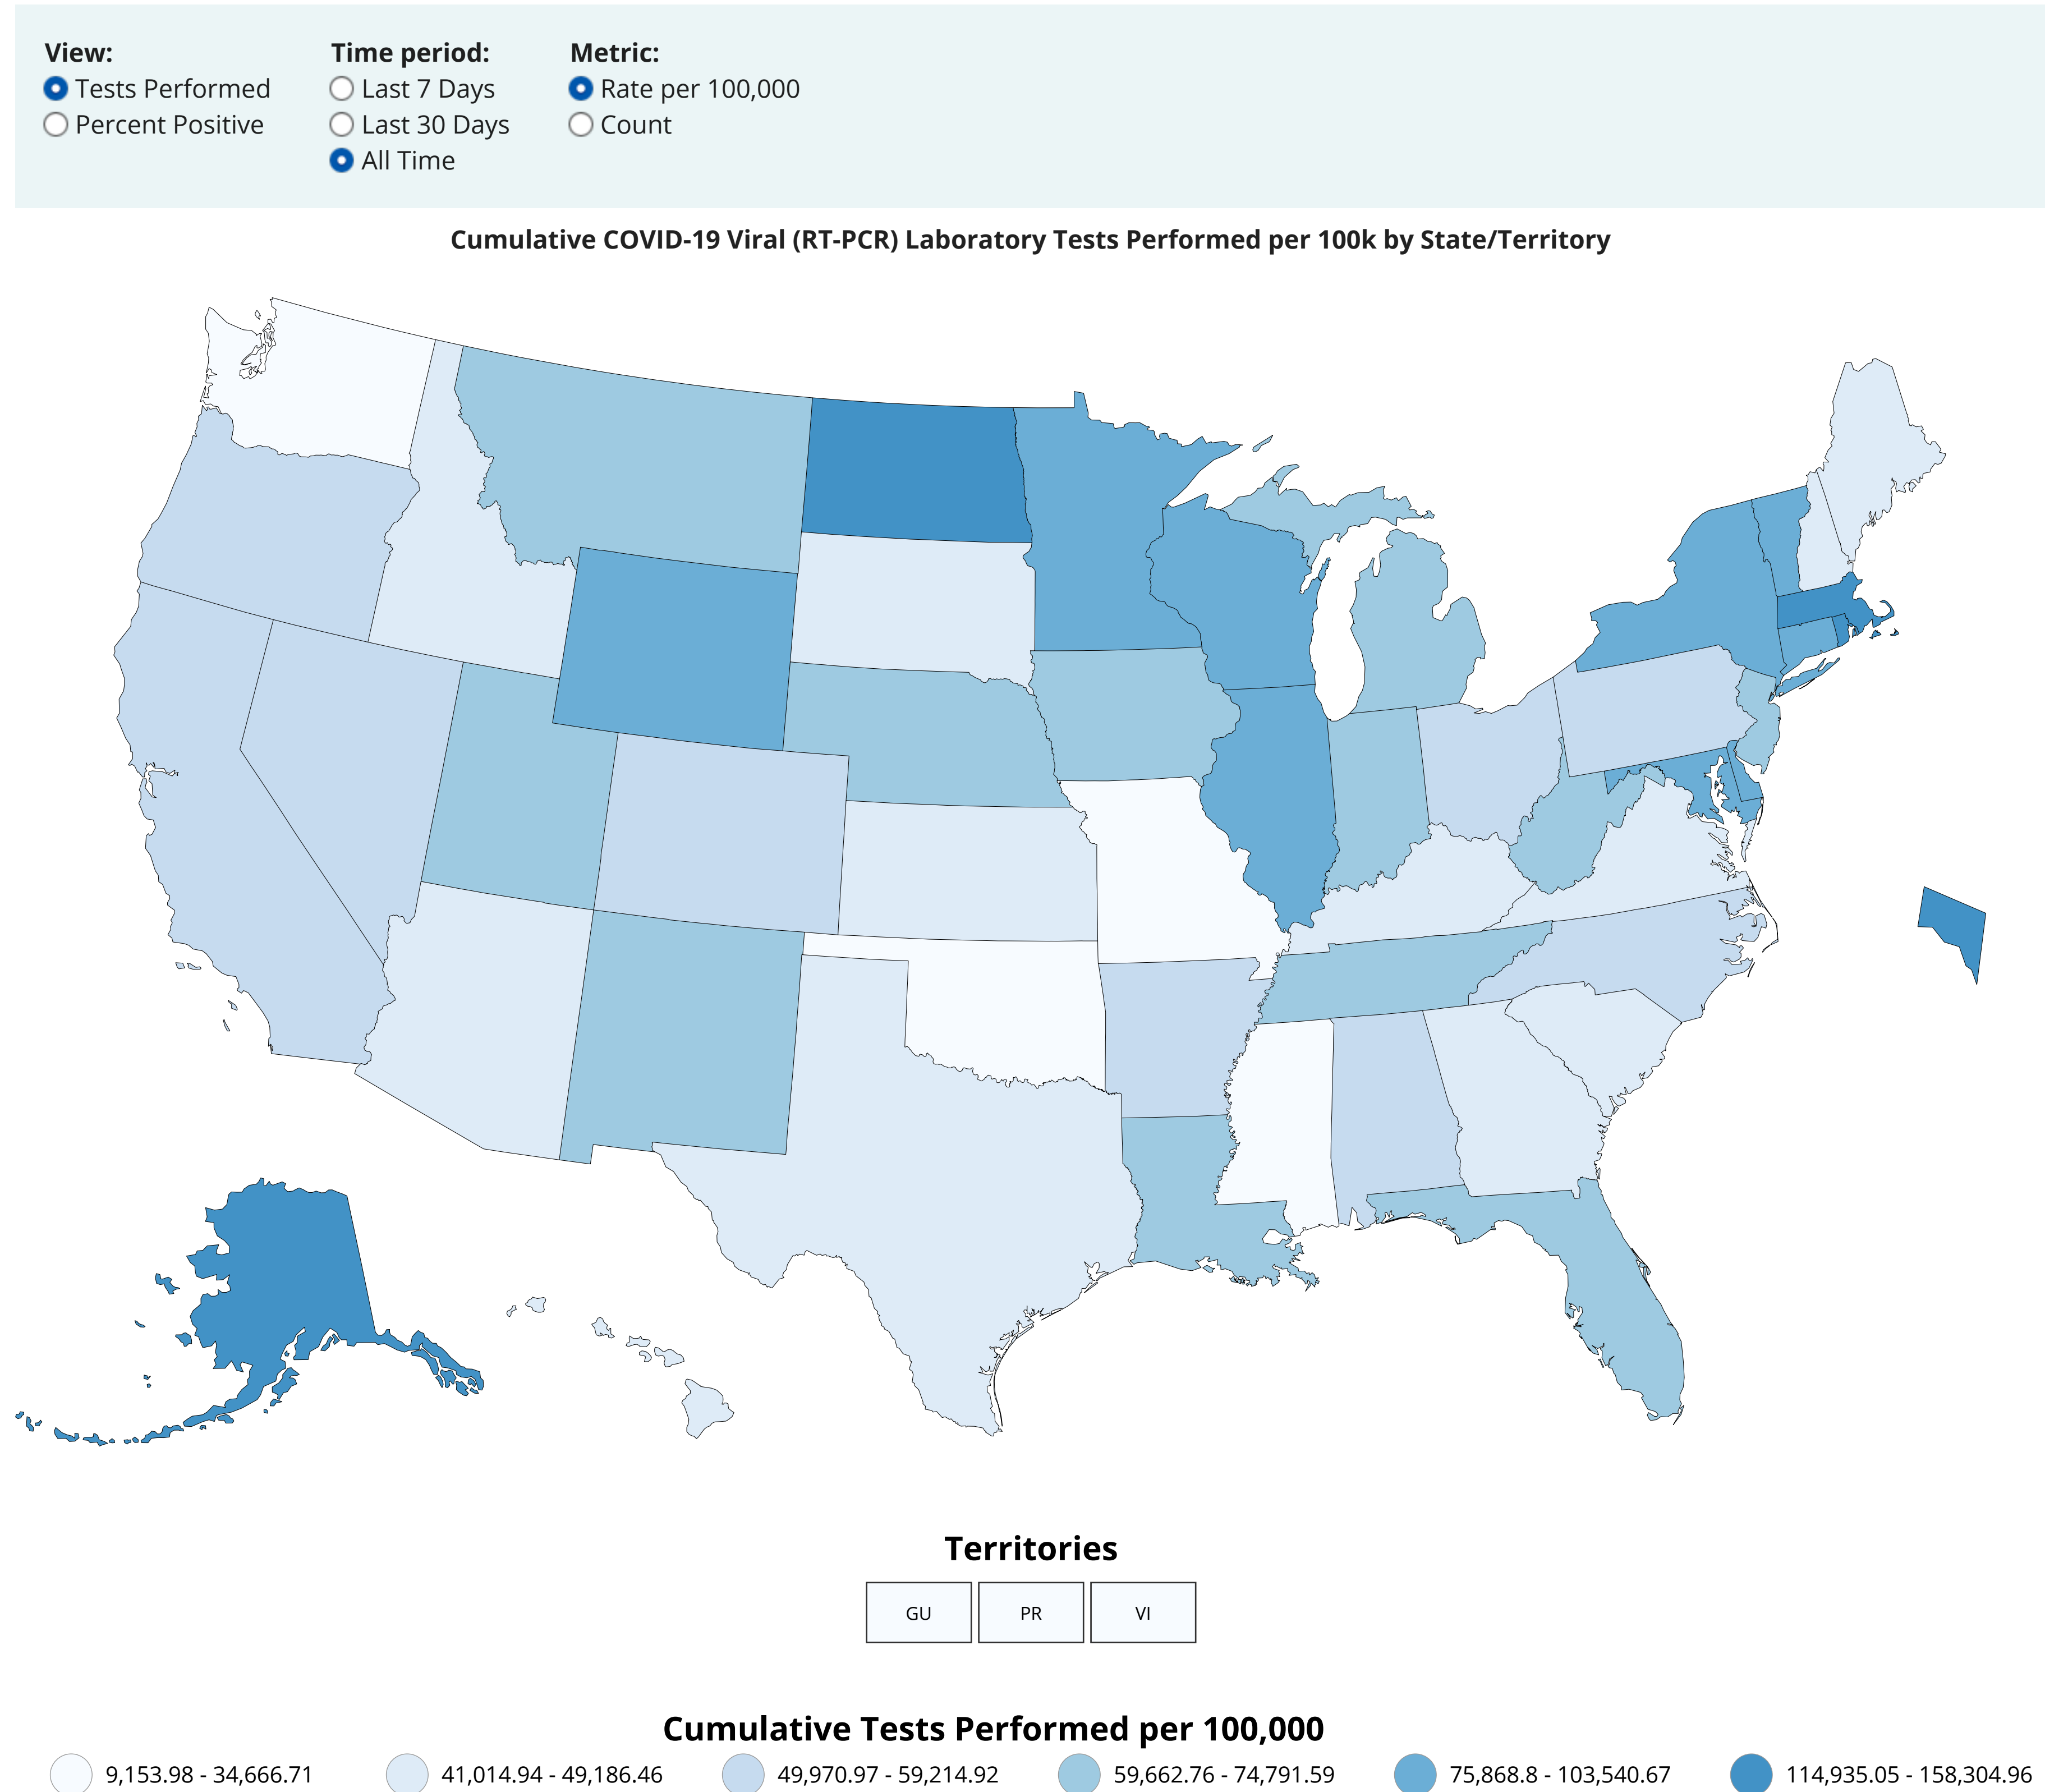 View:
Tests Performed
Percent Positive
Time period:
Last 7 Days
Last 30 Days
All Time
Metric:
Rate per 100,000
Count
Cumulative COVID-19 Viral (RT-PCR) Laboratory Tests Performed per 100k by State/Territory
Territories
GU PR VI
Cumulative Tests Performed per 100,000
9,153.98 - 34,666.71 41,014.94 - 49,186.46 49,970.97 - 59,214.92 59,662.76 - 74,791.59 75,868.8 - 103,540.67 114,935.05 - 158,304.96